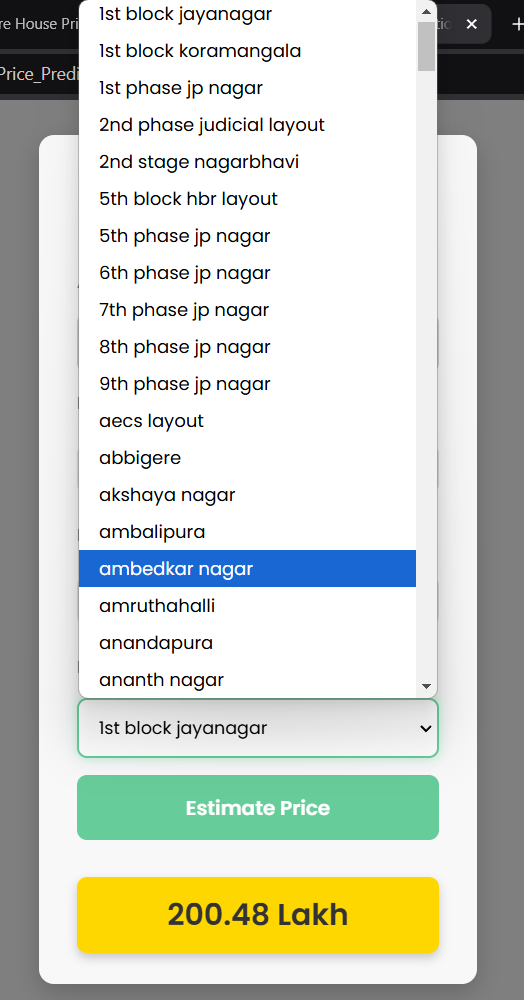 re House Pri
Price_Predi
1st block jayanagar
1st block koramangala
1st phase jp nagar
2nd phase judicial layout
2nd stage nagarbhavi
5th block hbr layout
5th phase jp nagar
6th phase jp nagar
7th phase jp nagar
8th phase jp nagar
9th phase jp nagar
aecs layout
abbigere
akshaya nagar
ambalipura
ambedkar nagar
amruthahalli
anandapura
ananth nagar
1st block jayanagar
Estimate Price
200.48 Lakh